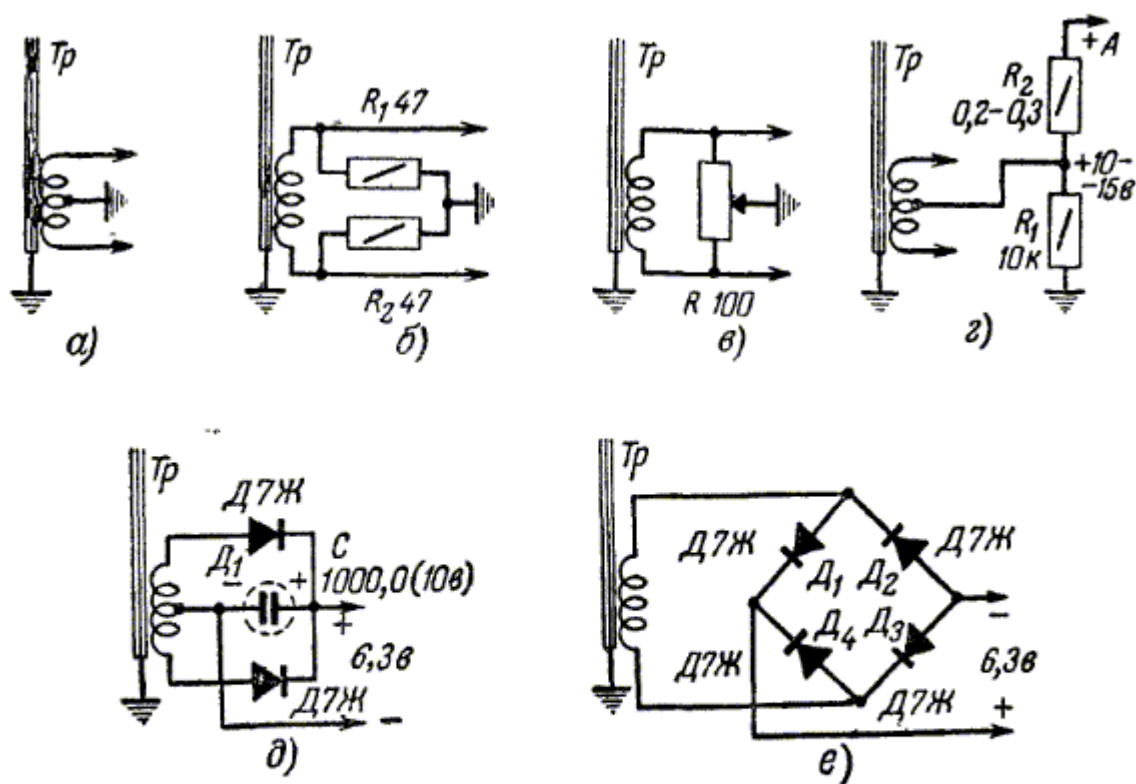 Тр
а)
Тр
R₁ 47
R₂ 47
б)
Тр
R 100
в)
Тр
+А
R₂
0,2-0,3
+10-
-15в
R₁
10к
г)
Тр
Д7Ж
Д₁
-
+
С
1000,0(10в)
+
6,3в
Д7Ж
-
д)
Тр
Д7Ж
Д7Ж
Д₁ Д₂
-
Д₄ Д₃
Д7Ж
6,3в
Д7Ж
+
е)